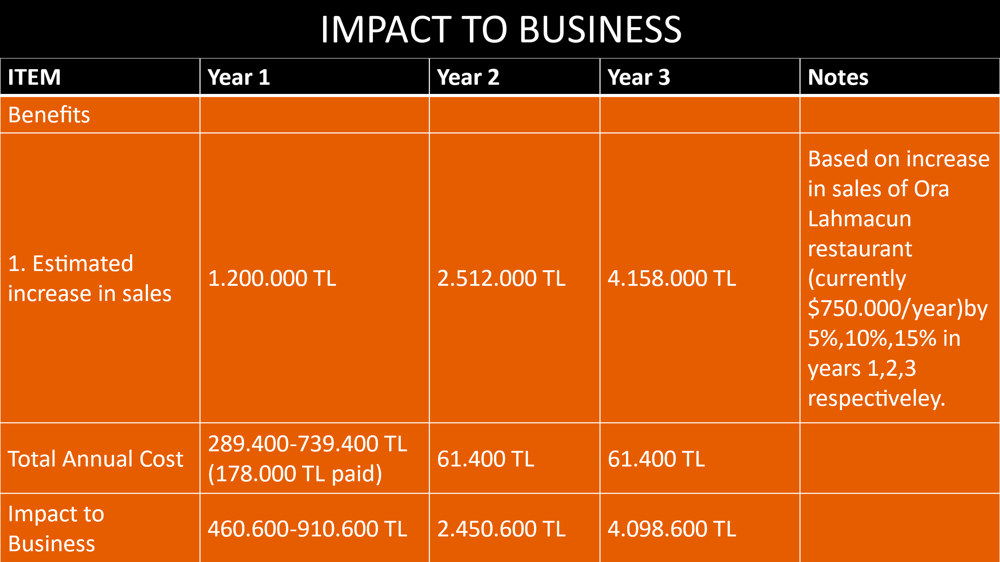 IMPACT TO BUSINESS
ITEM
Year 1
Year 2
Year 3
Notes
Benefits
1. Estimated
increase in sales
1.200.000 TL
2.512.000 TL
4.158.000 TL
Based on increase
in sales of Ora
Lahmacun
restaurant
(currently
$750.000/year)by
5%,10%,15% in
years 1,2,3
respectiveley.
Total Annual Cost
289.400-739.400 TL
(178.000 TL paid)
61.400 TL
61.400 TL
Impact to
Business
460.600-910.600 TL
2.450.600 TL
4.098.600 TL